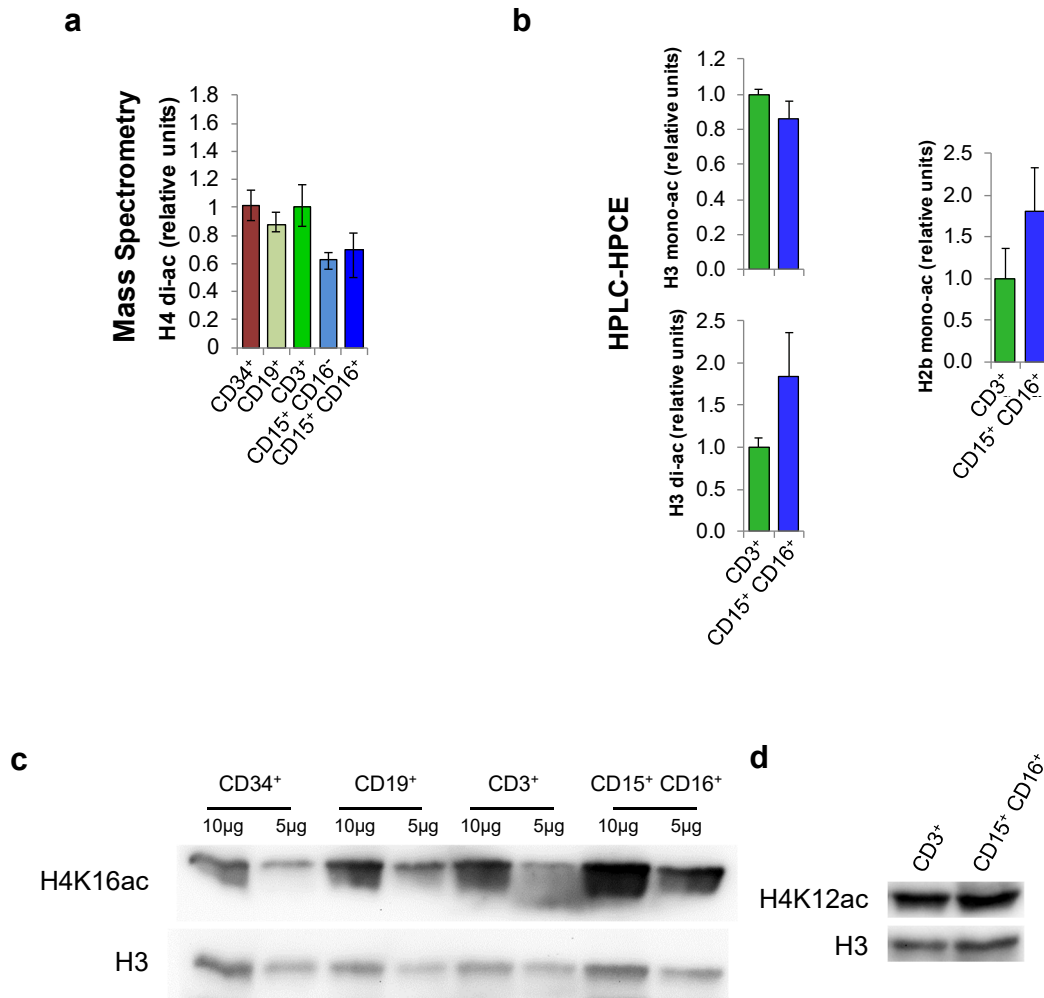 a
Mass Spectrometry
H4 di-ac (relative units)
1.8
1.6
1.4
1.2
1
0.8
0.6
0.4
0.2
0
CD34⁺
CD19⁺
CD3⁺
CD15⁺ CD16⁻
CD15⁺ CD16⁺
b
HPLC-HPCE
H3 mono-ac (relative units)
1.2
1.0
0.8
0.6
0.4
0.2
0.0
H3 di-ac (relative units)
2.5
2.0
1.5
1.0
0.5
0.0
CD3⁺
CD15⁺ CD16⁺
H2b mono-ac (relative units)
2.5
2.0
1.5
1.0
0.5
0.0
CD3⁺
CD15⁺ CD16⁺
c
CD34⁺ CD19⁺ CD3⁺ CD15⁺ CD16⁺
10µg 5µg 10µg 5µg 10µg 5µg 10µg 5µg
H4K16ac
H3
d
CD3⁺
CD15⁺ CD16⁺
H4K12ac
H3